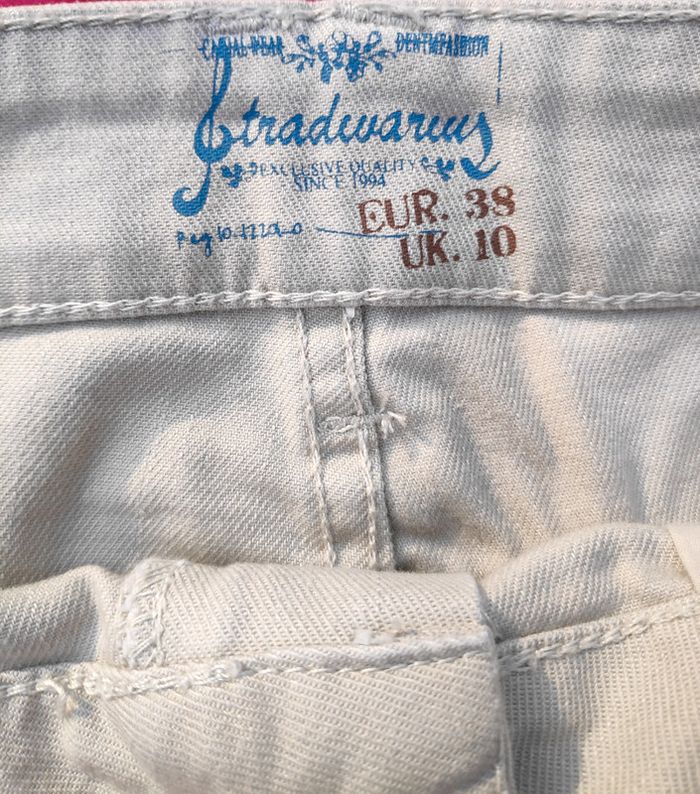 CASUAL WEAR DENIM FASHION
Stradivarius
EXCLUSIVE QUALITY
SINCE 1994
EUR. 38
UK. 10